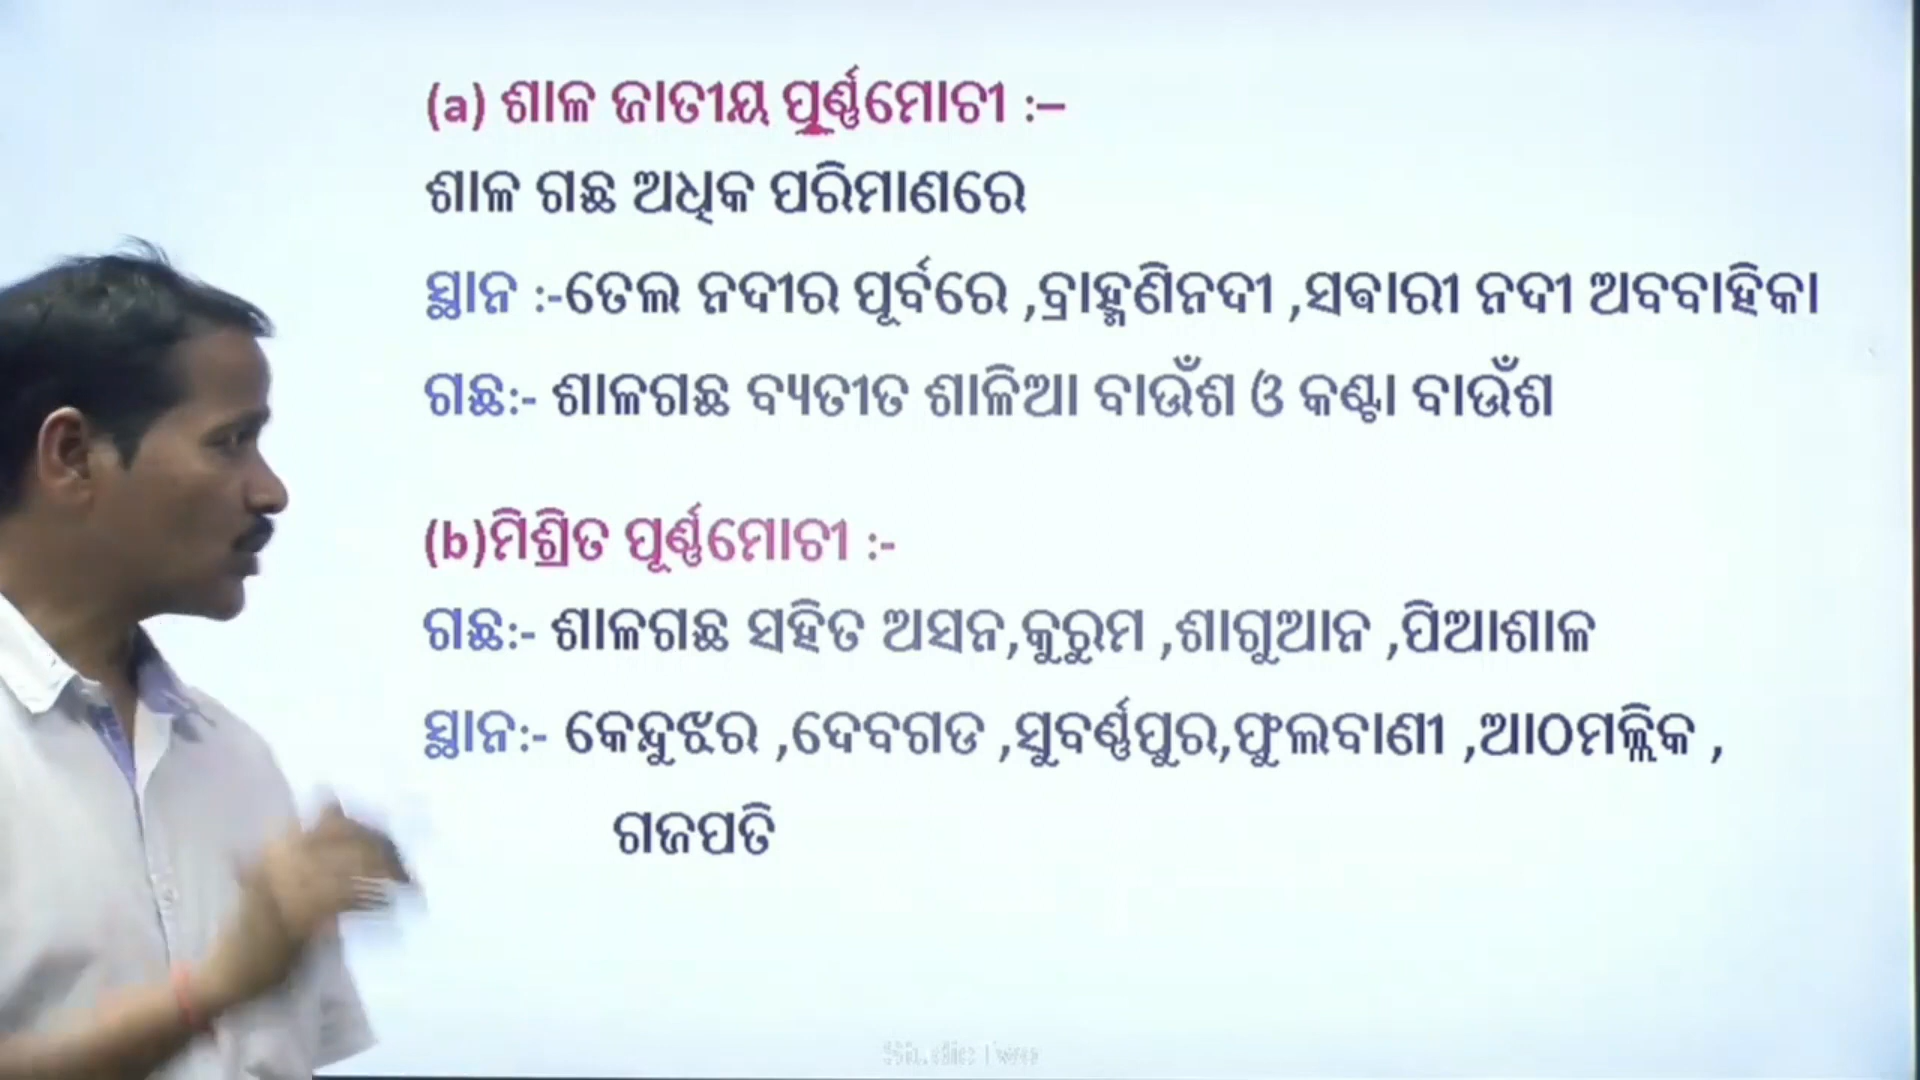 (a) ଶାଳ ଜାତୀୟ ପୂର୍ଣ୍ଣମୋଚୀ :–
ଶାଳ ଗଛ ଅଧିକ ପରିମାଣରେ
ସ୍ଥାନ :-ତେଲ ନଦୀର ପୂର୍ବରେ ,ବ୍ରାହ୍ମଣିନଦୀ ,ସଵାରୀ ନଦୀ ଅବବାହିକା
ଗଛ:- ଶାଳଗଛ ବ୍ୟତୀତ ଶାଳିଆ ବାଉଁଶ ଓ କଣ୍ଟା ବାଉଁଶ
(b)ମିଶ୍ରିତ ପୂର୍ଣ୍ଣମୋଚୀ :-
ଗଛ:- ଶାଳଗଛ ସହିତ ଅସନ,କୁରୁମ ,ଶାଗୁଆନ ,ପିଆଶାଳ
ସ୍ଥାନ:- କେନ୍ଦୁଝର ,ଦେବଗଡ ,ସୁବର୍ଣ୍ଣପୁର,ଫୁଲବାଣୀ ,ଆଠମଲ୍ଲିକ ,
ଗଜପତି